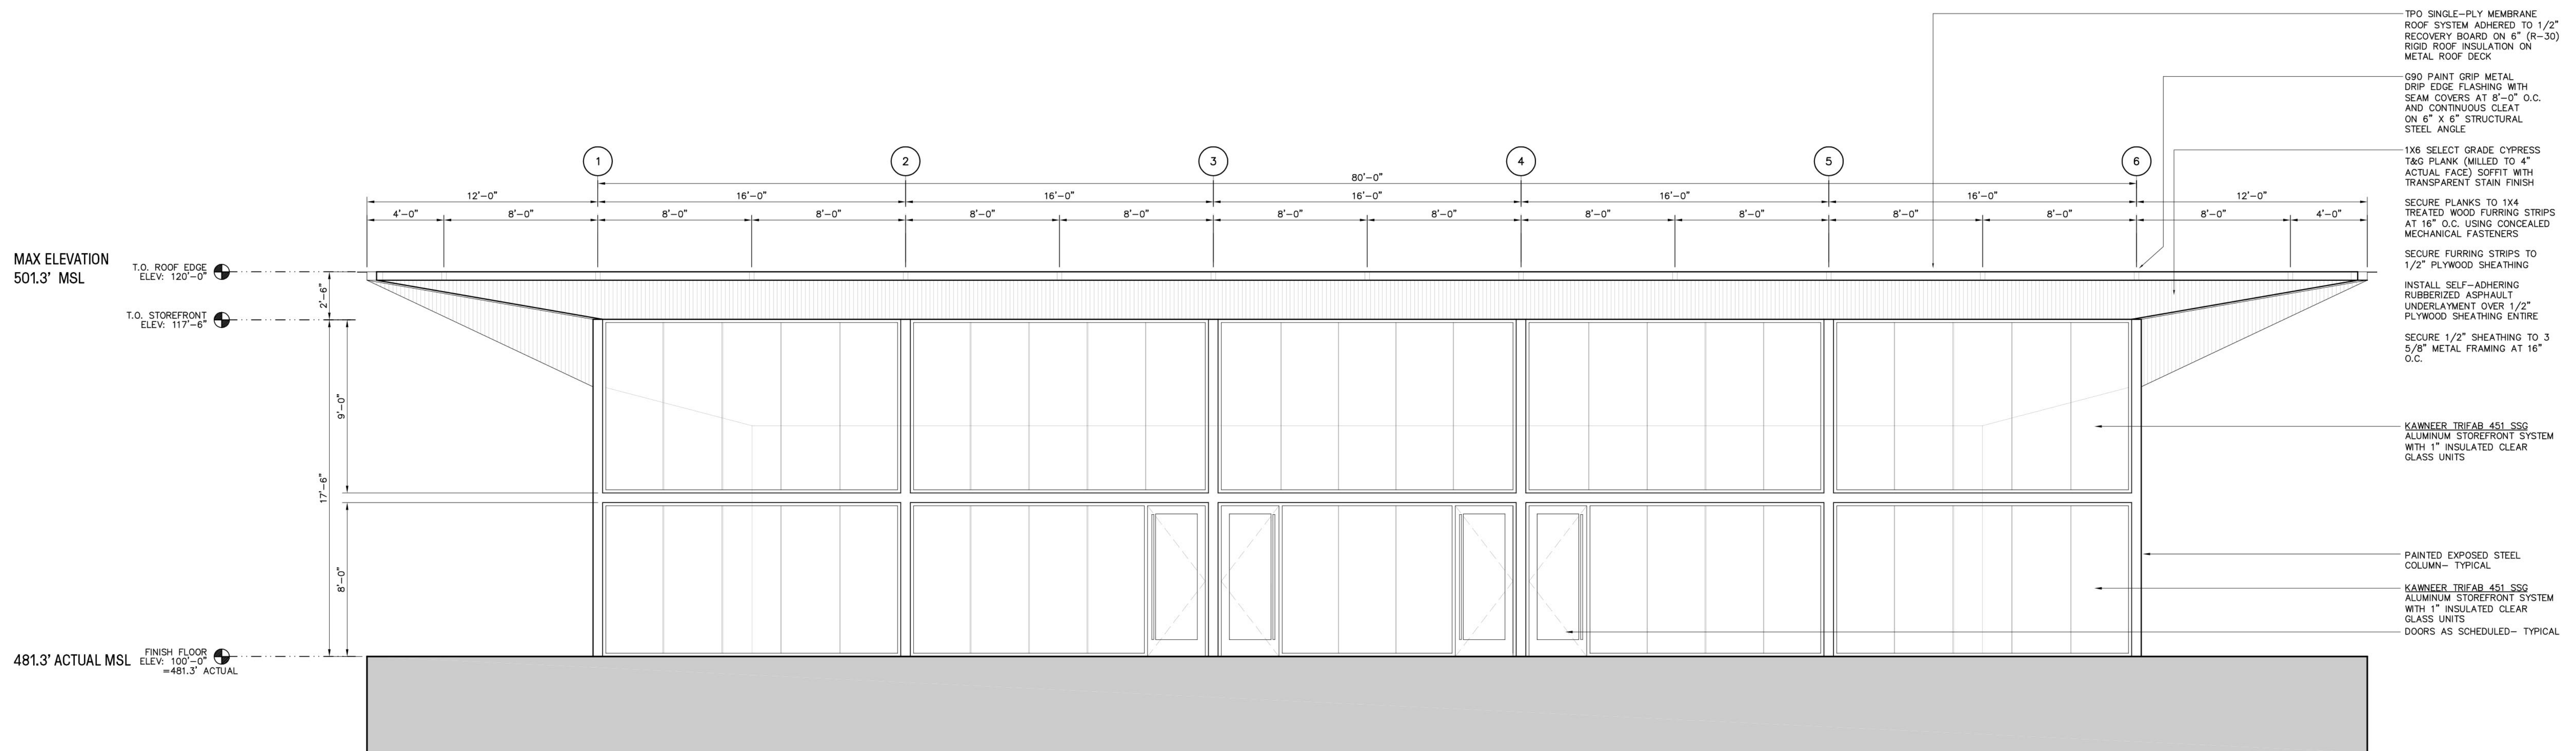 TPO SINGLE-PLY MEMBRANE
ROOF SYSTEM ADHERED TO 1/2"
RECOVERY BOARD ON 6" (R-30)
RIGID ROOF INSULATION ON
METAL ROOF DECK
G90 PAINT GRIP METAL
DRIP EDGE FLASHING WITH
SEAM COVERS AT 8'-0" O.C.
AND CONTINUOUS CLEAT
ON 6" X 6" STRUCTURAL
STEEL ANGLE
1 2 3 4 5 6
1X6 SELECT GRADE CYPRESS
T&G PLANK (MILLED TO 4"
ACTUAL FACE) SOFFIT WITH
TRANSPARENT STAIN FINISH
80'-0"
12'-0" 16'-0" 16'-0" 16'-0" 16'-0" 16'-0" 12'-0"
4'-0" 8'-0" 8'-0" 8'-0" 8'-0" 8'-0" 8'-0" 8'-0" 8'-0" 8'-0" 8'-0" 8'-0" 8'-0" 4'-0"
SECURE PLANKS TO 1X4
TREATED WOOD FURRING STRIPS
AT 16" O.C. USING CONCEALED
MECHANICAL FASTENERS
SECURE FURRING STRIPS TO
1/2" PLYWOOD SHEATHING
INSTALL SELF-ADHERING
RUBBERIZED ASPHAULT
UNDERLAYMENT OVER 1/2"
PLYWOOD SHEATHING ENTIRE
SECURE 1/2" SHEATHING TO 3
5/8" METAL FRAMING AT 16"
O.C.
MAX ELEVATION
501.3' MSL
T.O. ROOF EDGE
ELEV: 120'-0"
2'-6"
T.O. STOREFRONT
ELEV: 117'-6"
9'-0"
17'-6"
8'-0"
KAWNEER TRIFAB 451 SSG
ALUMINUM STOREFRONT SYSTEM
WITH 1" INSULATED CLEAR
GLASS UNITS
PAINTED EXPOSED STEEL
COLUMN- TYPICAL
KAWNEER TRIFAB 451 SSG
ALUMINUM STOREFRONT SYSTEM
WITH 1" INSULATED CLEAR
GLASS UNITS
DOORS AS SCHEDULED- TYPICAL
481.3' ACTUAL MSL
FINISH FLOOR
ELEV: 100'-0"
=481.3' ACTUAL